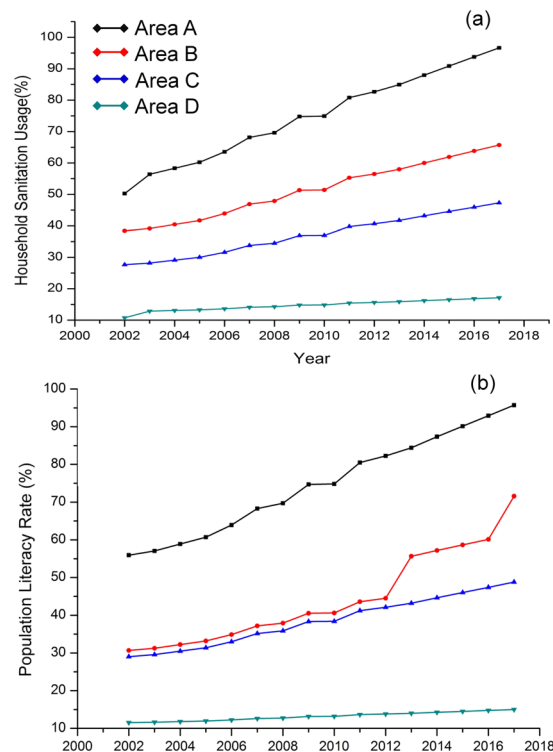 (a)
Area A
Area B
Area C
Area D
100
90
80
70
60
50
40
30
20
10
Household Sanitation Usage(%)
2000 2002 2004 2006 2008 2010 2012 2014 2016 2018
Year
(b)
100
90
80
70
60
50
40
30
20
10
Population Literacy Rate (%)
2000 2002 2004 2006 2008 2010 2012 2014 2016 2018